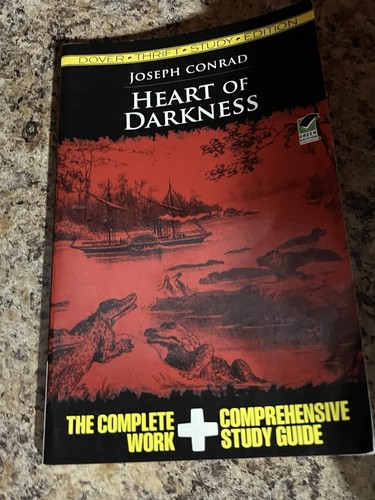 DOVER • THRIFT • STUDY • EDITION
JOSEPH CONRAD
HEART OF
DARKNESS
THE COMPLETE
WORK
+
COMPREHENSIVE
STUDY GUIDE